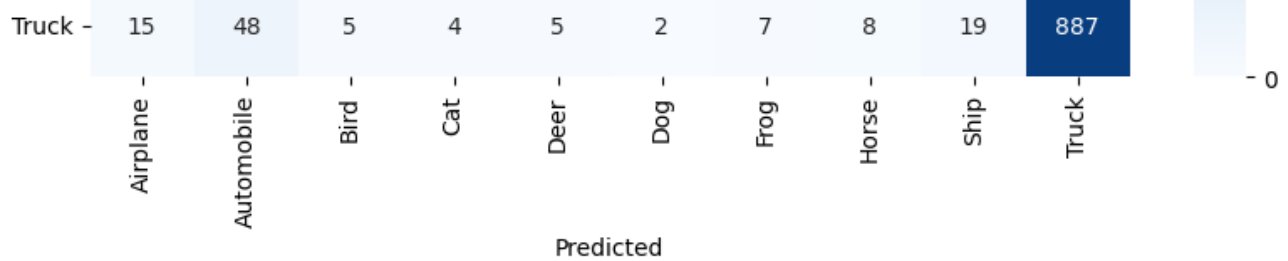 Truck 15 48 5 4 5 2 7 8 19 887
0
Airplane Automobile Bird Cat Deer Dog Frog Horse Ship Truck
Predicted